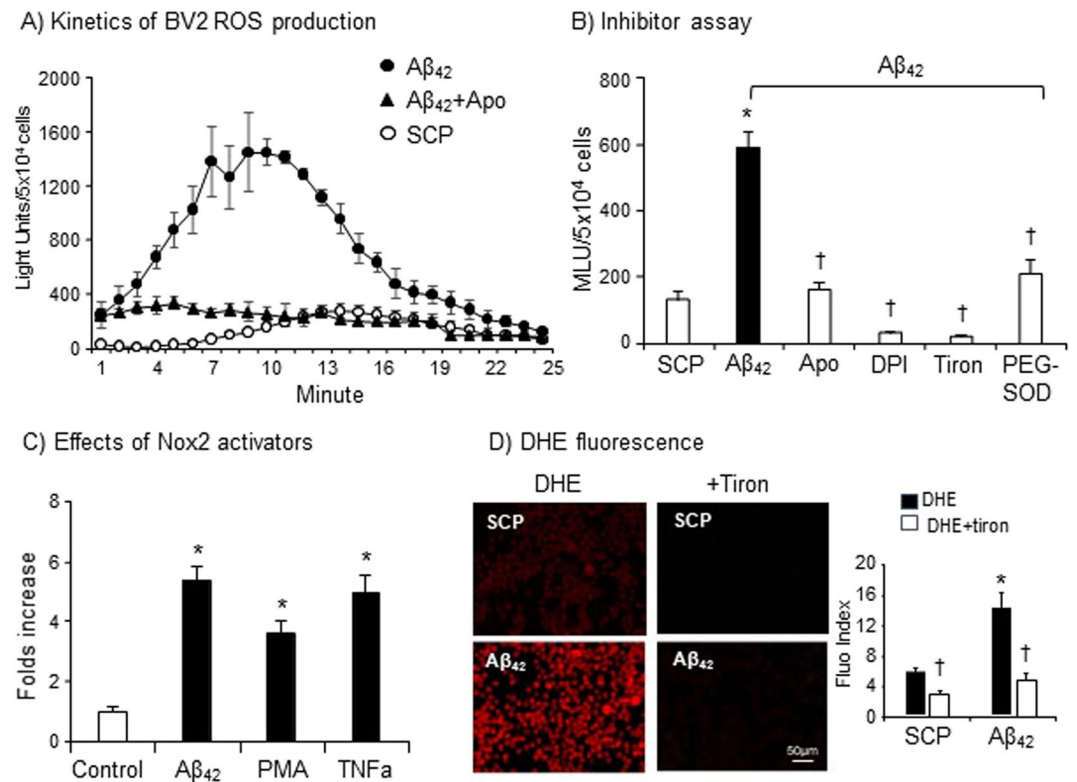 A) Kinetics of BV2 ROS production
Aβ₄₂
Aβ₄₂+Apo
SCP
Light Units/5x10⁴ cells
2000
1600
1200
800
400
0
1 4 7 10 13 16 19 22 25
Minute
B) Inhibitor assay
Aβ₄₂
MLU/5x10⁴ cells
800
600
400
200
0
*
†
†
†
†
SCP Aβ₄₂ Apo DPI Tiron PEG-
SOD
C) Effects of Nox2 activators
Folds increase
8
6
4
2
0
*
*
*
Control Aβ₄₂ PMA TNFa
D) DHE fluorescence
DHE +Tiron
SCP SCP
Aβ₄₂ Aβ₄₂
50µm
DHE
DHE+tiron
Fluo Index
20
16
12
8
4
0
†
*
†
SCP Aβ₄₂